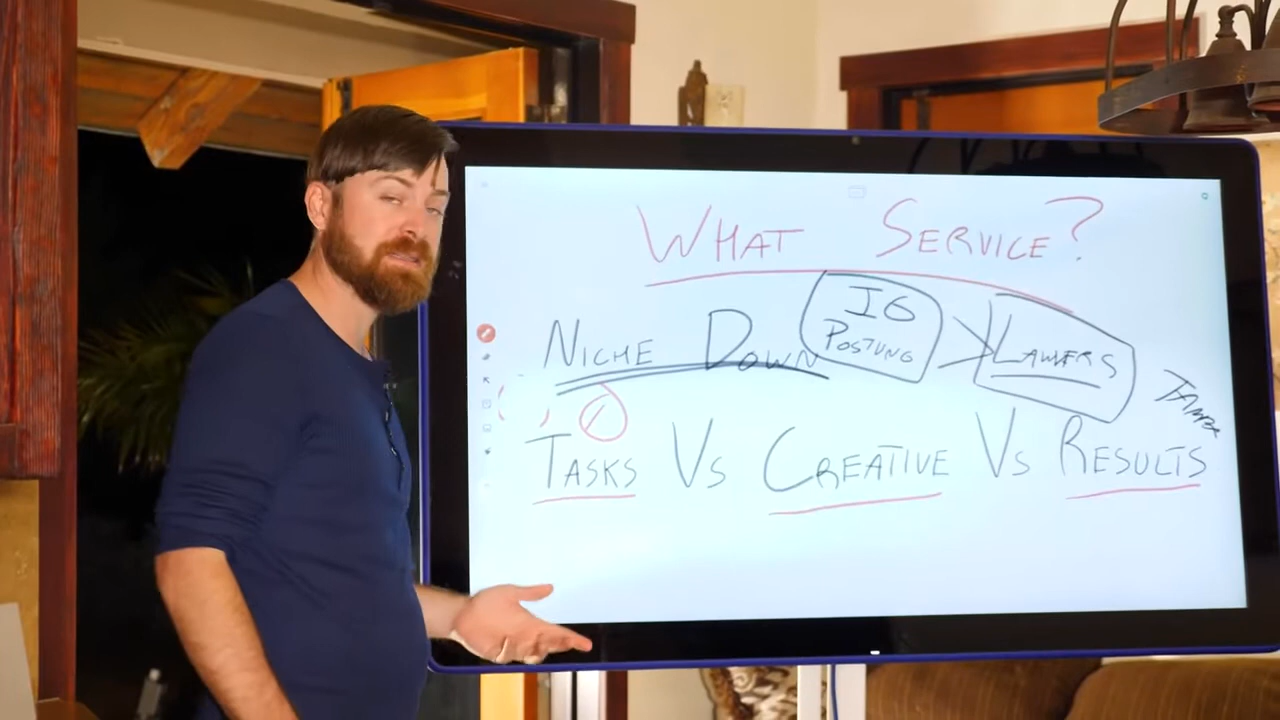 WHAT SERVICE?
IG
POSTING
NICHE DOWN
LAWYERS
TAMPA
TASKS VS CREATIVE VS RESULTS